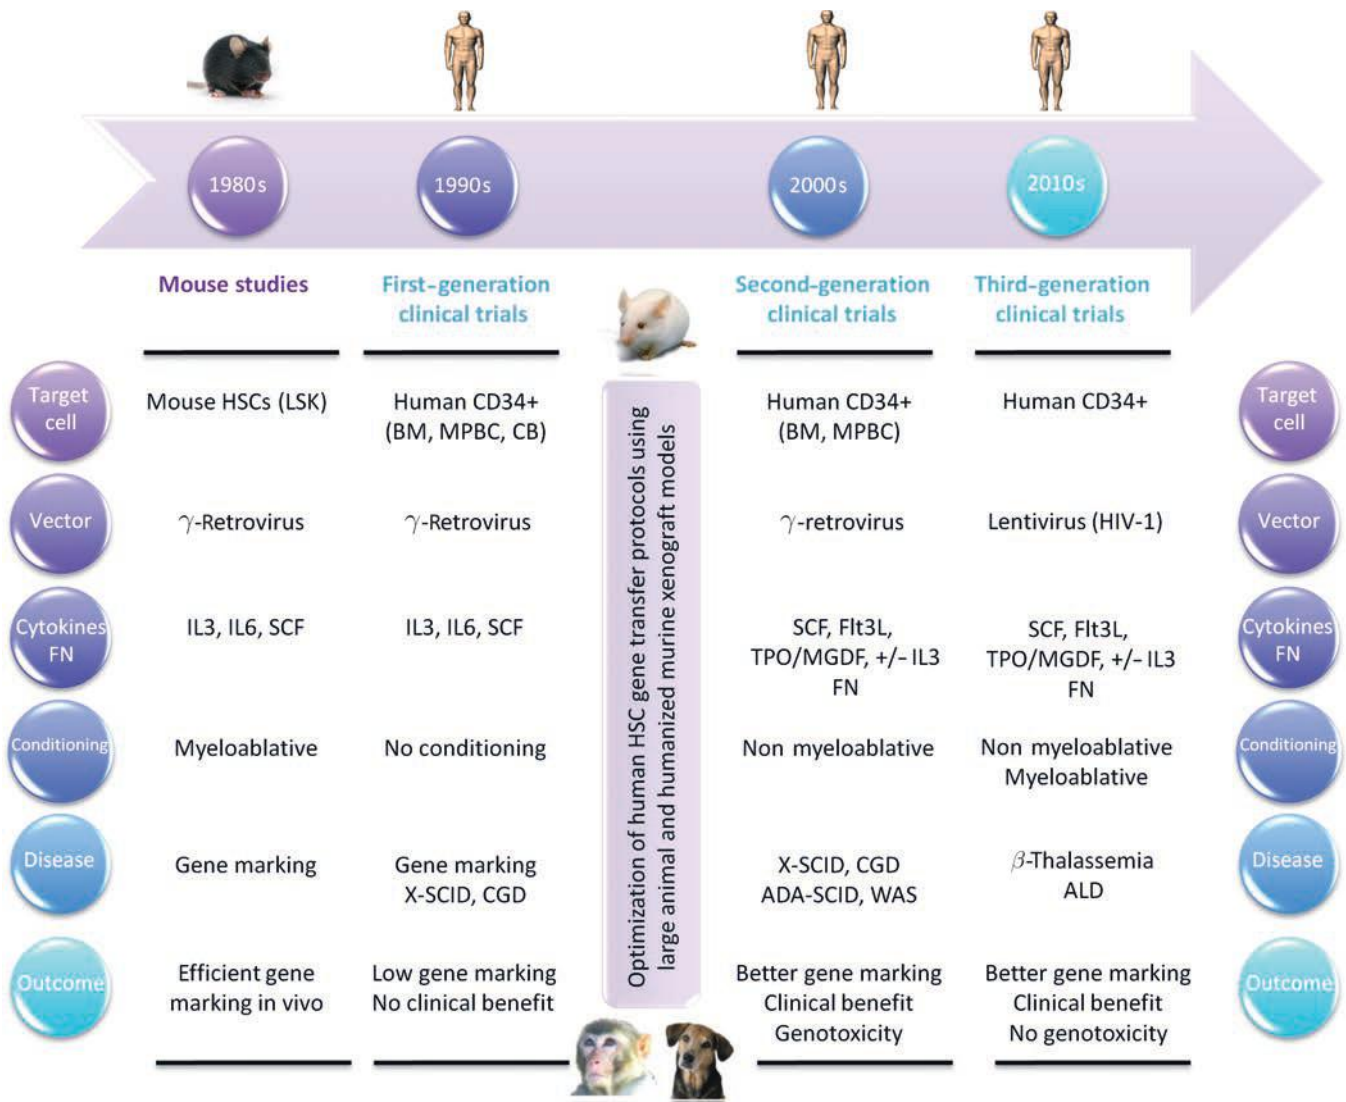 1980s
1990s
2000s
2010s
Mouse studies
First-generation
clinical trials
Second-generation
clinical trials
Third-generation
clinical trials
Target
cell
Mouse HSCs (LSK)
Human CD34+
(BM, MPBC, CB)
Human CD34+
(BM, MPBC)
Human CD34+
Target
cell
Vector
γ-Retrovirus
γ-Retrovirus
γ-retrovirus
Lentivirus (HIV-1)
Vector
Cytokines
FN
IL3, IL6, SCF
IL3, IL6, SCF
SCF, Flt3L,
TPO/MGDF, +/- IL3
FN
SCF, Flt3L,
TPO/MGDF, +/- IL3
FN
Cytokines
FN
Conditioning
Myeloablative
No conditioning
Non myeloablative
Non myeloablative
Myeloablative
Conditioning
Disease
Gene marking
Gene marking
X-SCID, CGD
X-SCID, CGD
ADA-SCID, WAS
β-Thalassemia
ALD
Disease
Outcome
Efficient gene
marking in vivo
Low gene marking
No clinical benefit
Better gene marking
Clinical benefit
Genotoxicity
Better gene marking
Clinical benefit
No genotoxicity
Outcome
Optimization of human HSC gene transfer protocols using
large animal and humanized murine xenograft models